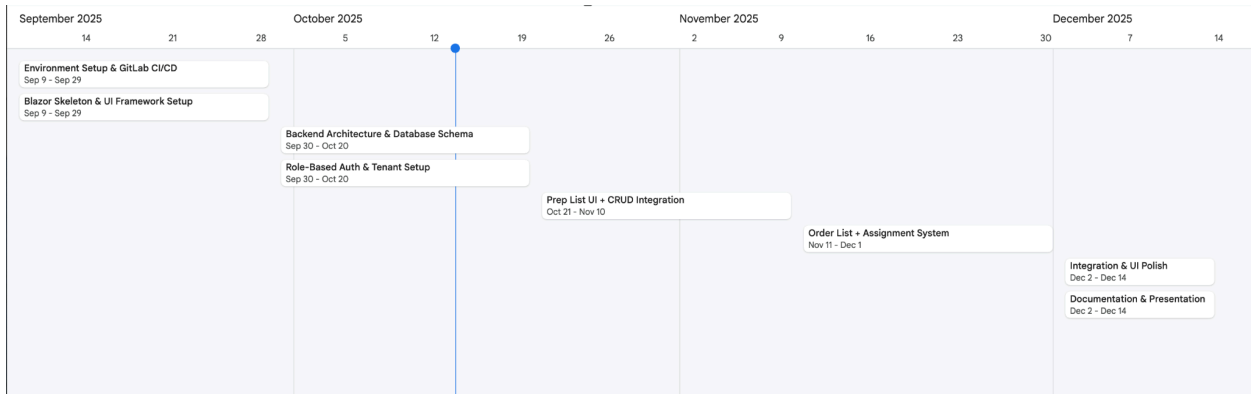 September 2025 October 2025 November 2025 December 2025
14 21 28 5 12 19 26 2 9 16 23 30 7 14
Environment Setup & GitLab CI/CD
Sep 9 - Sep 29
Blazor Skeleton & UI Framework Setup
Sep 9 - Sep 29
Backend Architecture & Database Schema
Sep 30 - Oct 20
Role-Based Auth & Tenant Setup
Sep 30 - Oct 20
Prep List UI + CRUD Integration
Oct 21 - Nov 10
Order List + Assignment System
Nov 11 - Dec 1
Integration & UI Polish
Dec 2 - Dec 14
Documentation & Presentation
Dec 2 - Dec 14